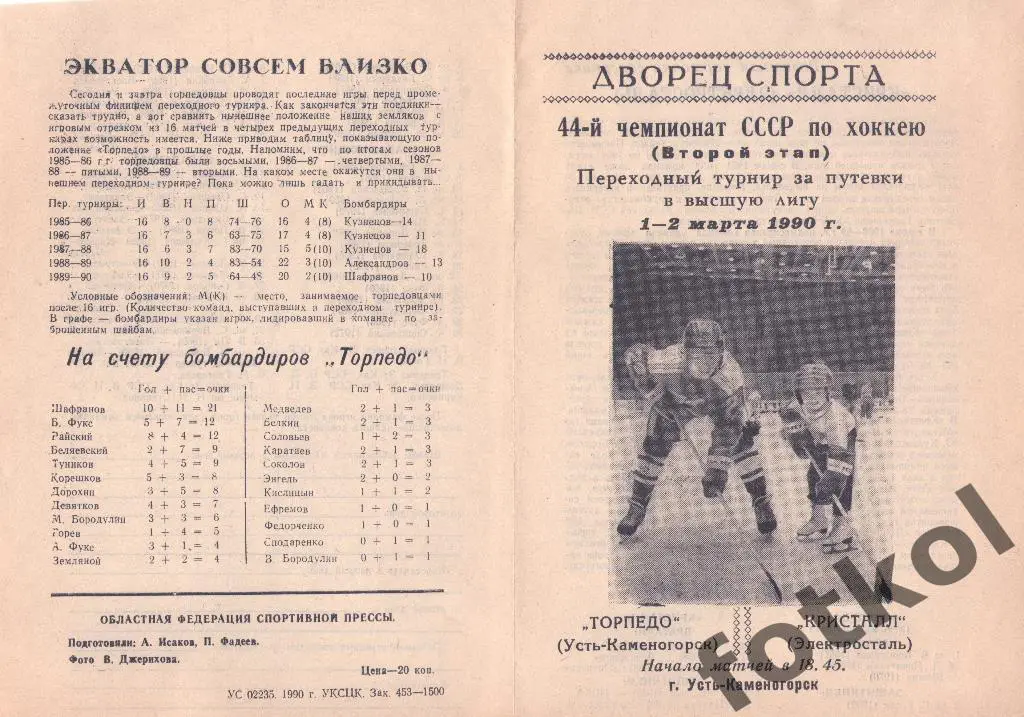 ЭКВАТОР СОВСЕМ БЛИЗКО
Сегодня и завтра торпедовцы проводят последние игры перед проме-
жуточным финишем переходного турнира. Как закончатся эти поединки—
сказать трудно, а вот сравнить нынешнее положение наших земляков с
игровым отрезком из 16 матчей в четырех предыдущих переходных тур-
нирах возможность имеется. Ниже приводим таблицу, показывающую по-
ложение «Торпедо» в прошлые годы. Напомним, что по итогам сезонов
1985—86 г.г. торпедовцы были восьмыми, 1986—87 —.четвертыми, 1987-
88 — пятыми, 1988—89 — вторыми. На каком месте окажутся они в ны-
нешнем переходном турнире? Пока можно лишь гадать и прикидывать...
Пер. турниры: И В Н П Ш О М К Бомбардиры
1985—86 16 8 0 8 74—76 16 4 (8) Кузнецов—14
1986—87 16 7 3 6 63—75 17 4 (8) Кузнецов — 11
1987—88 16 6 3 7 83—70 15 5 (10) Кузнецов — 18
1988—89 16 10 2 4 83—54 22 3 (10) Александров — 13
1989—90 16 9 2 5 64—48 20 2 (10) Шафранов — 10
Условные обозначения: М(К) — место, занимаемое торпедовцами
после 16 игр. (Количество команд, выступавших в переходном турнире).
В графе — бомбардиры указан игрок, лидировавший в команде по за-
брошенным шайбам.
На счету бомбардиров „Торпедо"
Гол + пас=очки
Шафранов 10 + 11 = 21
Б. Фукс 5 + 7 = 12
Райский 8 + 4 = 12
Беляевский 2 + 7 = 9
Туников 4 + 5 = 9
Корешков 5 + 3 = 8
Дорохин 3 + 5 = 8
Девятков 4 + 3 = 7
М. Бородулин 3 + 3 = 6
Горев 1 + 4 = 5
А. Фукс 3 + 1 = 4
Земляной 2 + 2 = 4
Гол + пас=очки
Медведев 2 + 1 = 3
Белкин 2 + 1 = 3
Соловьев 1 + 2 = 3
Каратаев 2 + 1 = 3
Соколов 2 + 1 = 3
Энгель 2 + 0 = 2
Кислицын 1 + 1 = 2
Ефремов 1 + 0 = 1
Федорченко 1 + 0 = 1
Сподаренко 0 + 1 = 1
В. Бородулин 0 + 1 = 1
ОБЛАСТНАЯ ФЕДЕРАЦИЯ СПОРТИВНОЙ ПРЕССЫ.
Подготовили: А. Исаков, П. Фадеев.
Фото В. Джерихова.
Цена—20 коп.
УС 02235. 1990 г. УКСЦК. Зак. 453—1500
ДВОРЕЦ СПОРТА
44-й чемпионат СССР по хоккею
(Второй этап)
Переходный турнир за путевки
в высшую лигу
1—2 марта 1990 г.
"ТОРПЕДО"
(Усть-Каменогорск)
„КРИСТАЛЛ"
(Электросталь)
Начало матчей в 18.45.
г. Усть-Каменогорск
fotkol